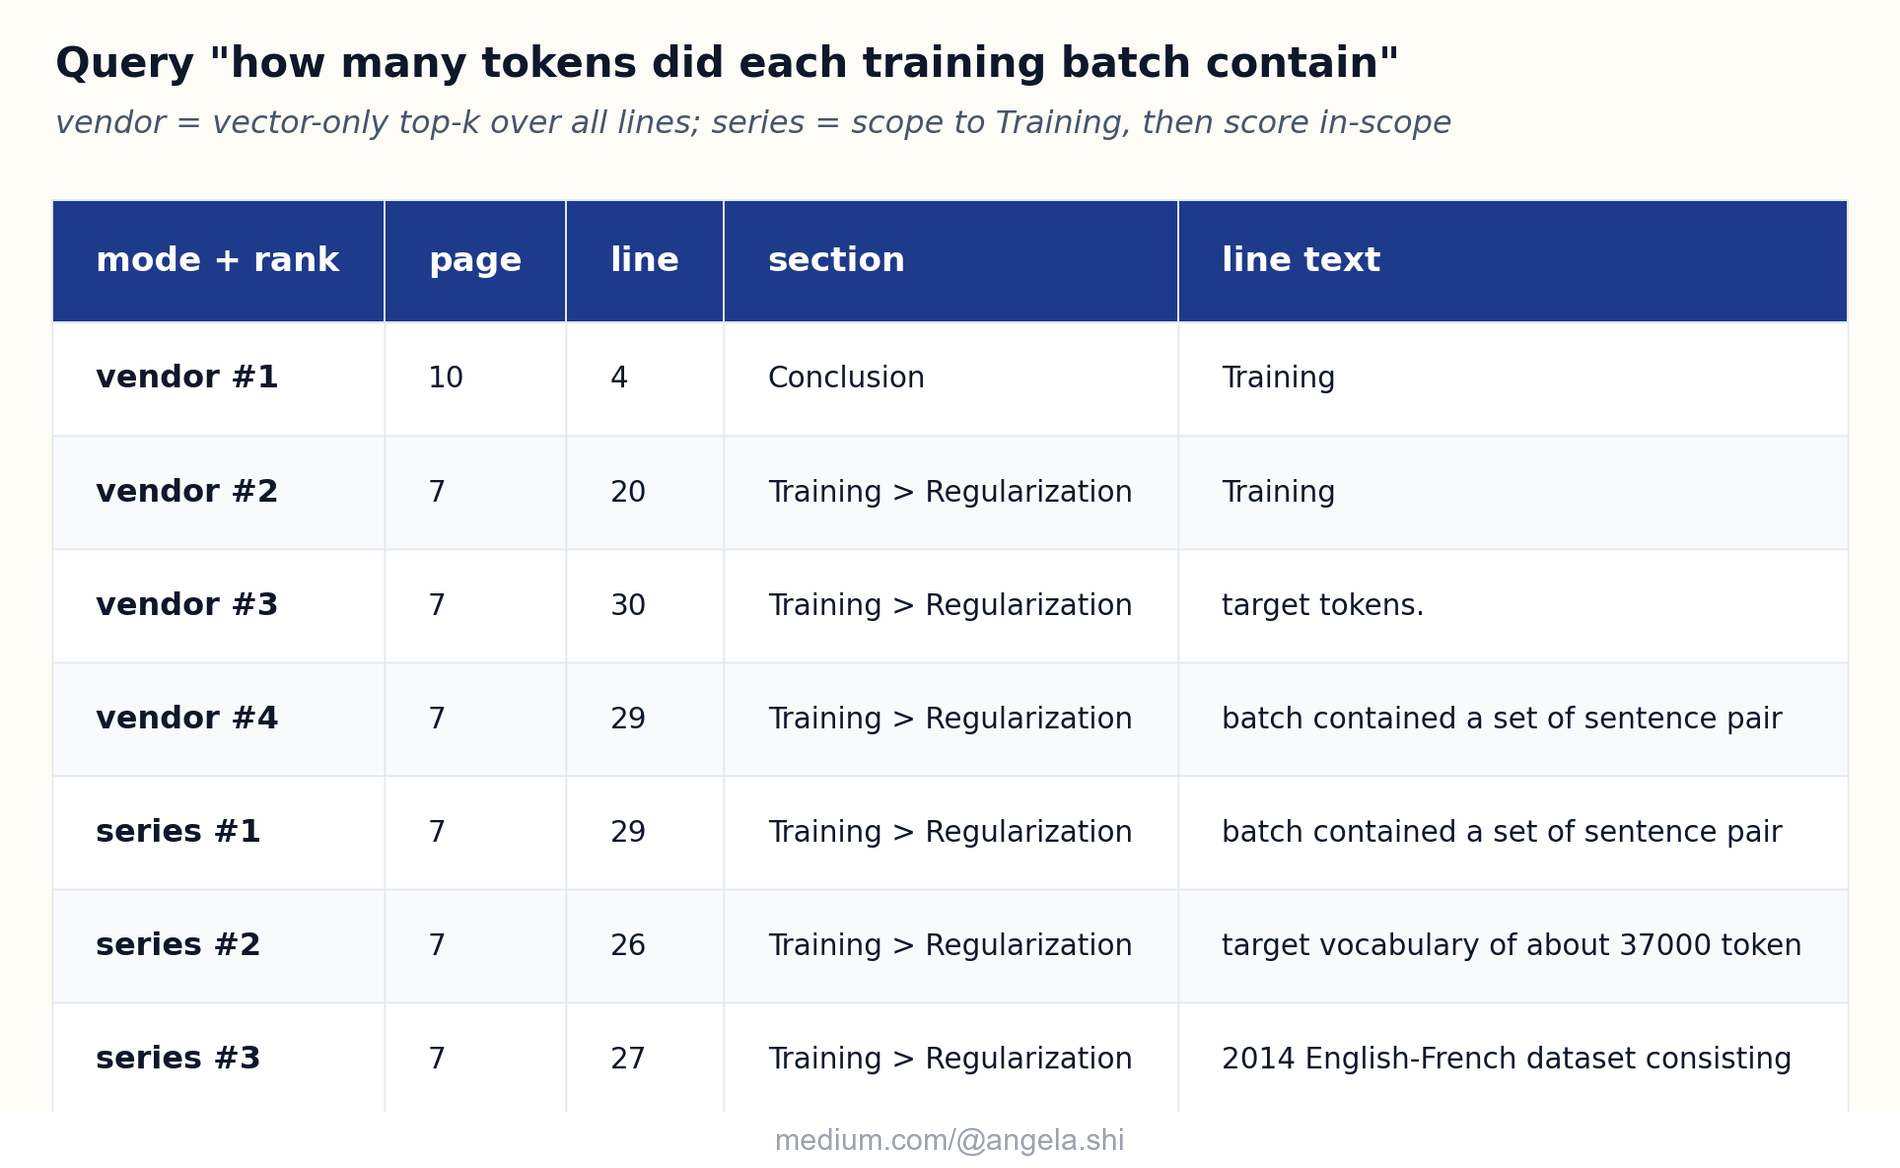 Query "how many tokens did each training batch contain"
vendor = vector-only top-k over all lines; series = scope to Training, then score in-scope
mode + rank page line section line text
vendor #1 10 4 Conclusion Training
vendor #2 7 20 Training > Regularization Training
vendor #3 7 30 Training > Regularization target tokens.
vendor #4 7 29 Training > Regularization batch contained a set of sentence pair
series #1 7 29 Training > Regularization batch contained a set of sentence pair
series #2 7 26 Training > Regularization target vocabulary of about 37000 token
series #3 7 27 Training > Regularization 2014 English-French dataset consisting
medium.com/@angela.shi